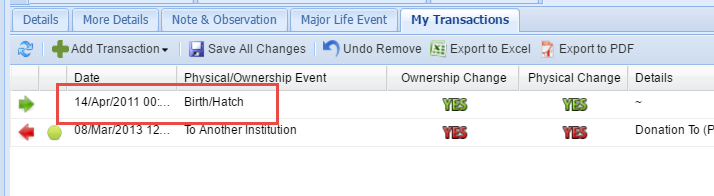 Details More Details Note & Observation Major Life Event My Transactions
Add Transaction Save All Changes Undo Remove Export to Excel Export to PDF
Date Physical/Ownership Event Ownership Change Physical Change Details
14/Apr/2011 00:... Birth/Hatch YES YES ~
08/Mar/2013 12... To Another Institution YES YES Donation To (P